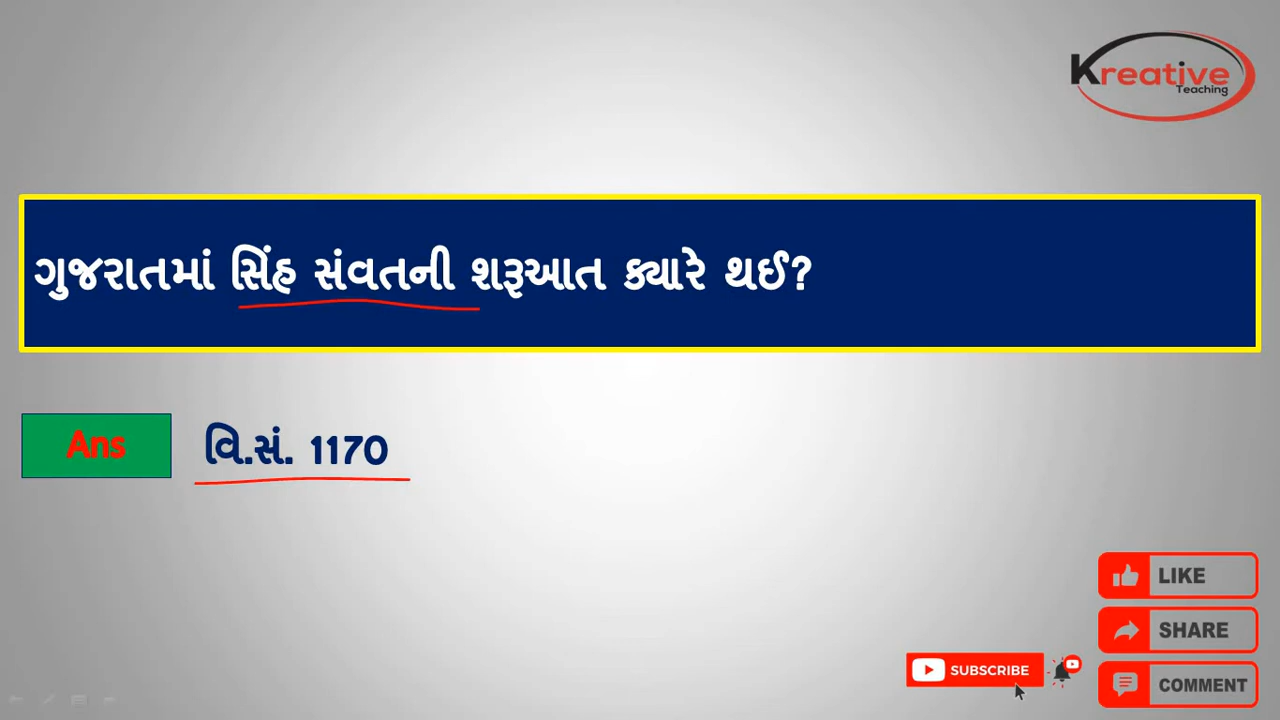 Kreative
Teaching
ગુજરાતમાં સિંહ સંવતની શરૂઆત ક્યારે થઈ?
Ans વિ.સં. 1170
LIKE
SHARE
SUBSCRIBE
COMMENT